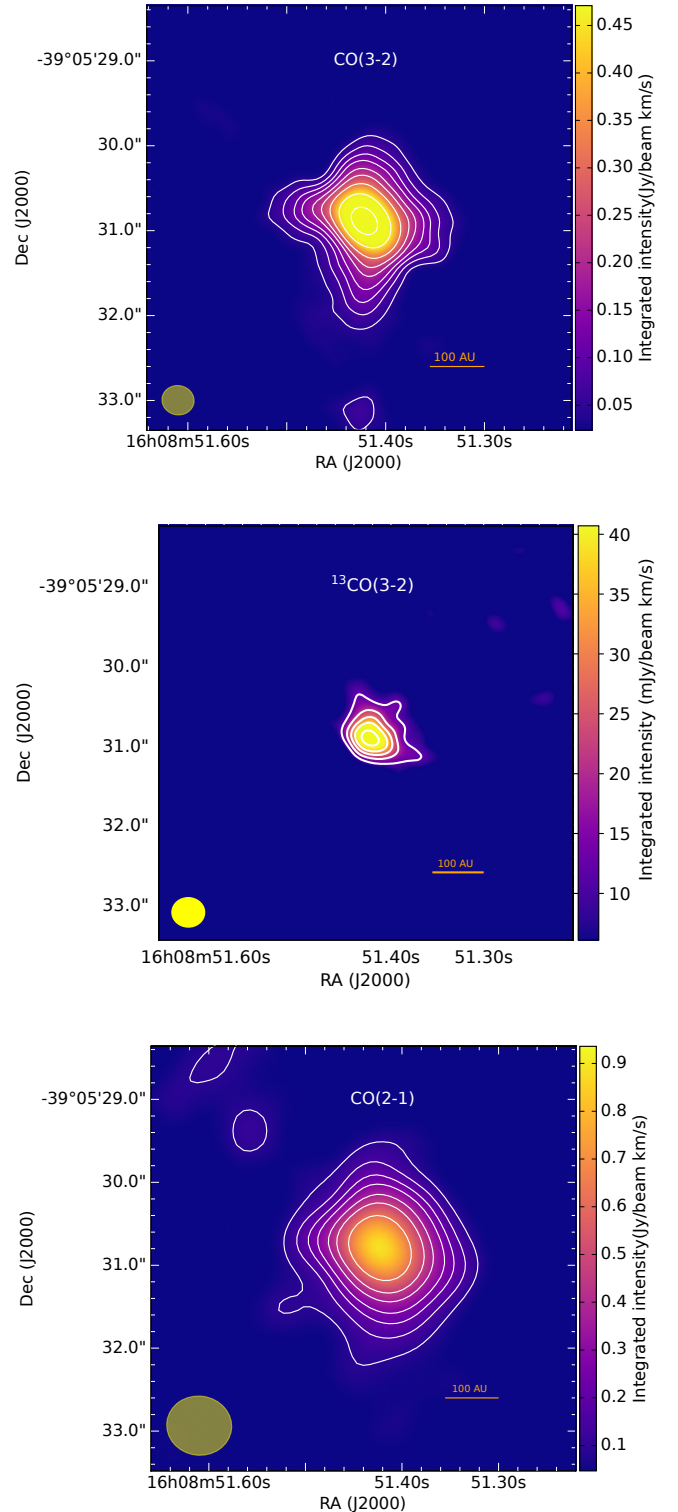 CO(3-2)
-39°05'29.0"
30.0"
31.0"
32.0"
33.0"
Dec (J2000)
100 AU
16h08m51.60s
51.40s
51.30s
RA (J2000)
0.45
0.40
0.35
0.30
0.25
0.20
0.15
0.10
0.05
Integrated intensity(Jy/beam km/s)
¹³CO(3-2)
-39°05'29.0"
30.0"
31.0"
32.0"
33.0"
Dec (J2000)
100 AU
16h08m51.60s
51.40s
51.30s
RA (J2000)
40
35
30
25
20
15
10
Integrated intensity (mJy/beam km/s)
CO(2-1)
-39°05'29.0"
30.0"
31.0"
32.0"
33.0"
Dec (J2000)
100 AU
16h08m51.60s
51.40s
51.30s
RA (J2000)
0.9
0.8
0.7
0.6
0.5
0.4
0.3
0.2
0.1
Integrated intensity(Jy/beam km/s)